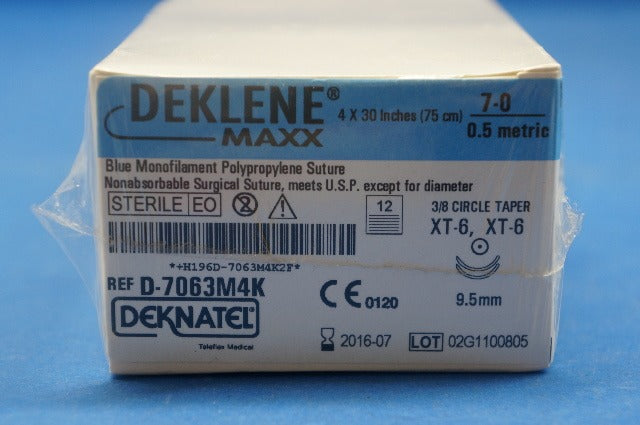 DEKLENE® MAXX
4 X 30 Inches (75 cm)
7-0
0.5 metric
Blue Monofilament Polypropylene Suture
Nonabsorbable Surgical Suture, meets U.S.P. except for diameter
STERILE EO
2
12
3/8 CIRCLE TAPER
XT-6, XT-6
*+H196D-7063M4K2F*
REF D-7063M4K
CE 0120
9.5mm
DEKNATEL®
Teleflex Medical
2016-07
LOT 02G1100805